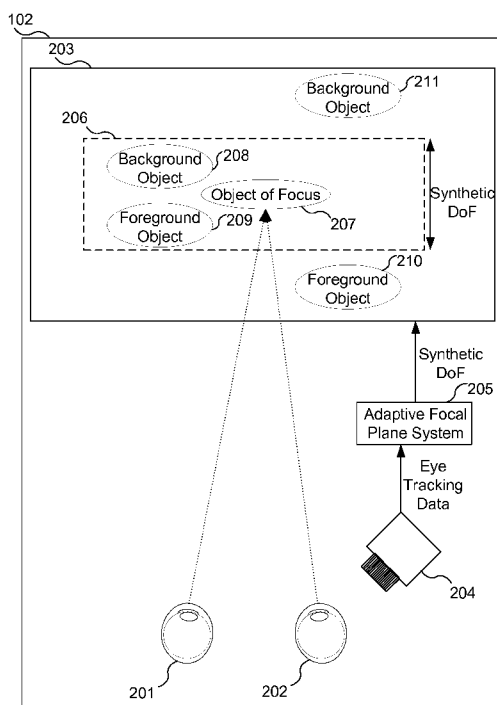 102
203
Background
Object
211
206
Background
Object
208
Object of Focus
Synthetic
DoF
Foreground
Object
209
207
210
Foreground
Object
Synthetic
DoF
205
Adaptive Focal
Plane System
Eye
Tracking
Data
204
201
202